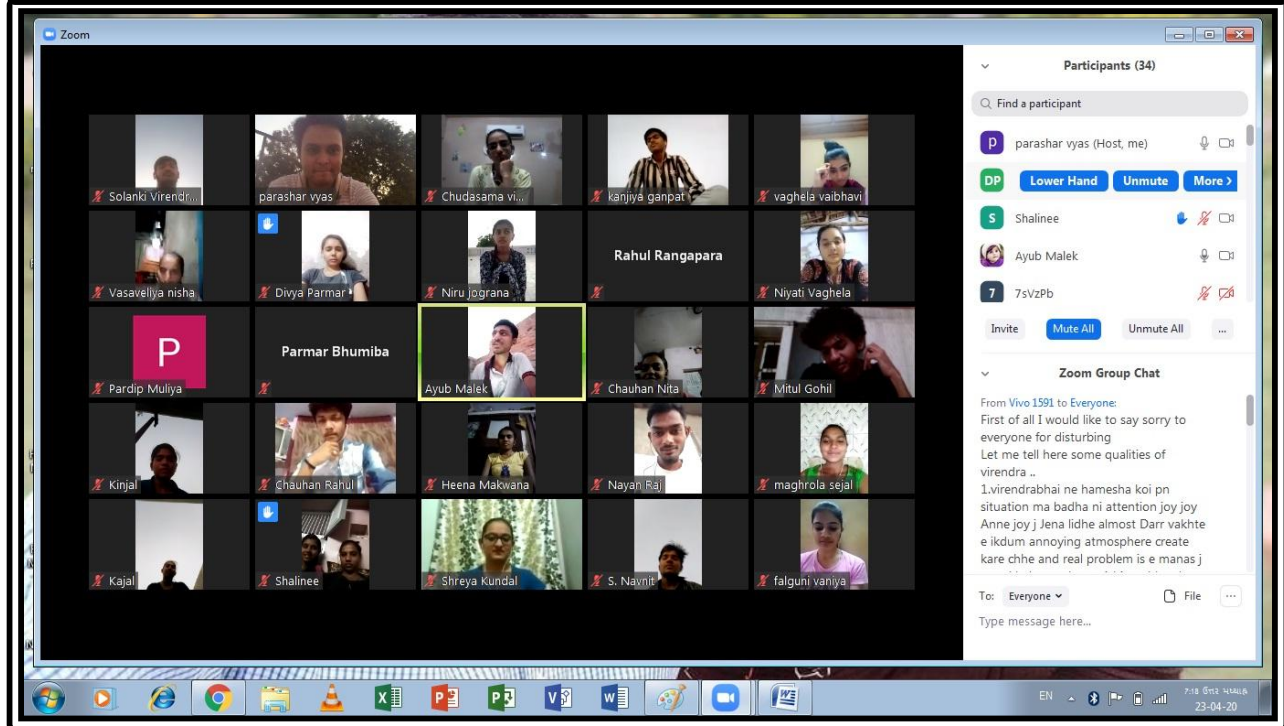 Zoom
Solanki Virendr...
parashar vyas
Chudasama vi...
kanjiya ganpat
vaghela vaibhavi
Vasaveliya nisha
Divya Parmar
Niru jograna
Rahul Rangapara
Niyati Vaghela
P
Pardip Muliya
Parmar Bhumiba
Ayub Malek
Chauhan Nita
Mitul Gohil
Kinjal
Chauhan Rahul
Heena Makwana
Nayan Raj
maghrola sejal
Kajal
Shalinee
Shreya Kundal
S. Navnit
falguni vaniya
Participants (34)
Find a participant
p parashar vyas (Host, me)
DP Lower Hand Unmute More >
S Shalinee
Ayub Malek
7 7sVzPb
Invite Mute All Unmute All ...
Zoom Group Chat
From Vivo 1591 to Everyone:
First of all I would like to say sorry to
everyone for disturbing
Let me tell here some qualities of
virendra ..
1.virendrabhai ne hamesha koi pn
situation ma badha ni attention joy joy
Anne joy j Jena lidhe almost Darr vakhte
e ikdum annoying atmosphere create
kare chhe and real problem is e manas j
To: Everyone File ...
Type message here...
EN
23-04-20